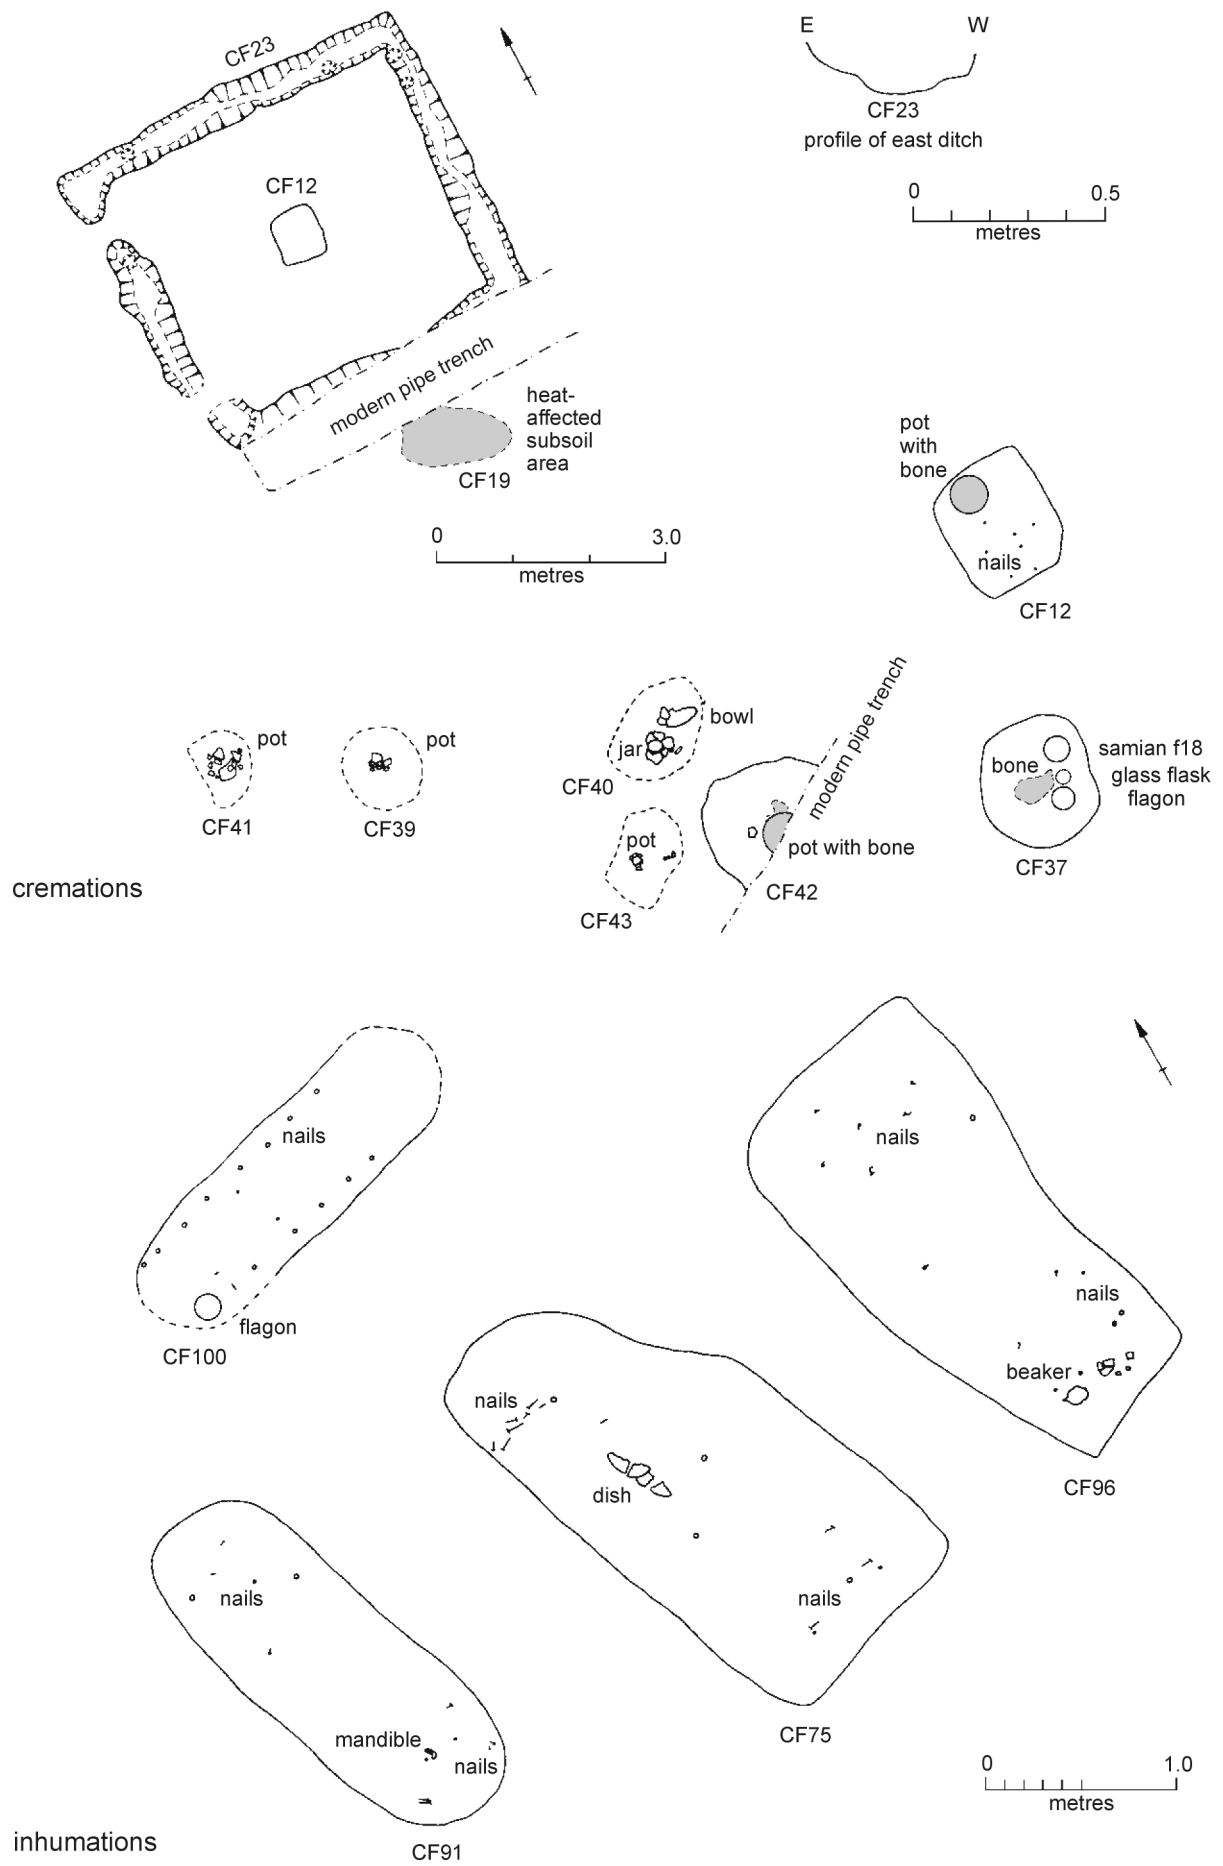 CF23
CF12
modern pipe trench
heat-
affected
subsoil
area
CF19
0 3.0
metres
E W
CF23
profile of east ditch
0 0.5
metres
pot
with
bone
nails
CF12
pot
CF41
pot
CF39
bowl
jar
CF40
pot
CF43
modern pipe trench
pot with bone
CF42
samian f18
bone
glass flask
flagon
CF37
cremations
nails
flagon
CF100
nails
nails
beaker
CF96
nails
dish
nails
CF75
nails
mandible
nails
CF91
0 1.0
metres
inhumations